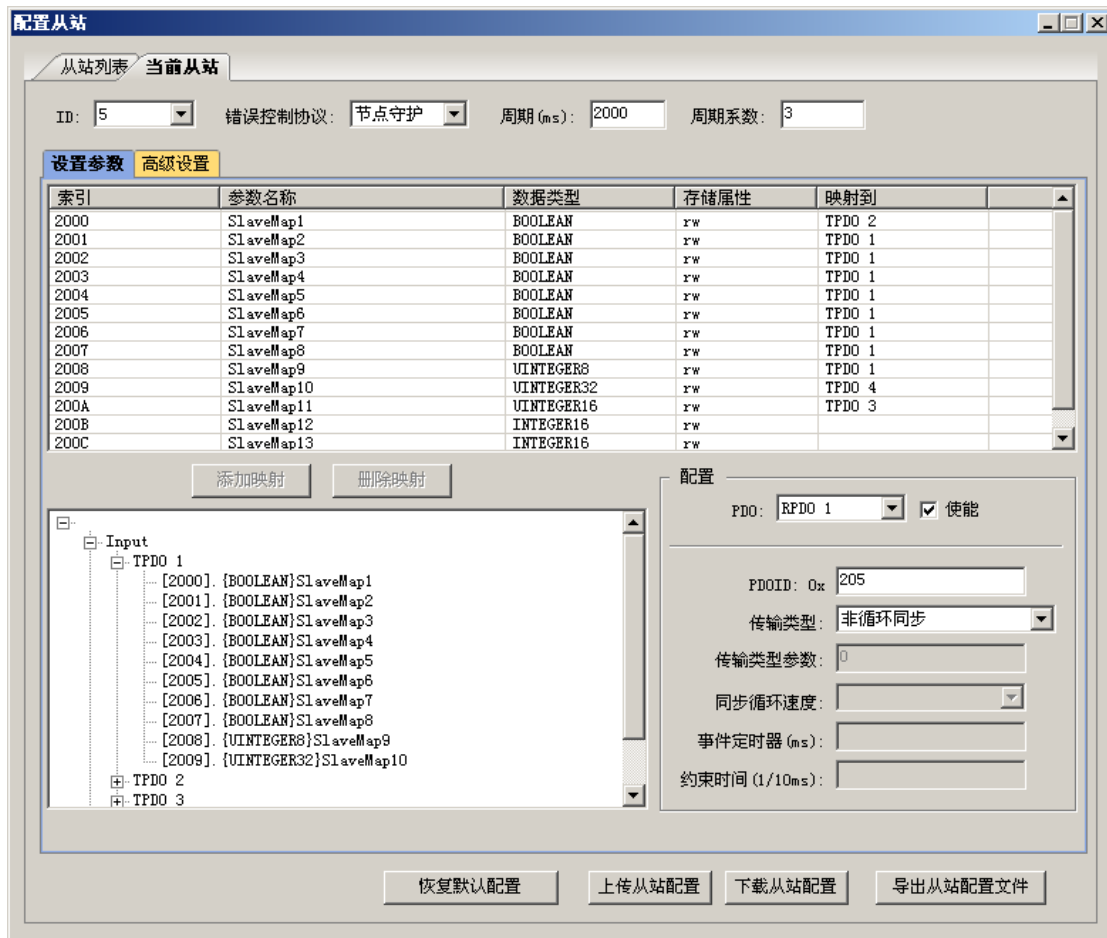 配置从站
从站列表 当前从站
ID: 5 错误控制协议: 节点守护 周期(ms): 2000 周期系数: 3
设置参数 高级设置
索引 参数名称 数据类型 存储属性 映射到
2000 SlaveMap1 BOOLEAN rw TPDO 2
2001 SlaveMap2 BOOLEAN rw TPDO 1
2002 SlaveMap3 BOOLEAN rw TPDO 1
2003 SlaveMap4 BOOLEAN rw TPDO 1
2004 SlaveMap5 BOOLEAN rw TPDO 1
2005 SlaveMap6 BOOLEAN rw TPDO 1
2006 SlaveMap7 BOOLEAN rw TPDO 1
2007 SlaveMap8 BOOLEAN rw TPDO 1
2008 SlaveMap9 UINTEGER8 rw TPDO 1
2009 SlaveMap10 UINTEGER32 rw TPDO 4
200A SlaveMap11 UINTEGER16 rw TPDO 3
200B SlaveMap12 INTEGER16 rw
200C SlaveMap13 INTEGER16 rw
添加映射 删除映射
Input
TPDO 1
[2000].{BOOLEAN}SlaveMap1
[2001].{BOOLEAN}SlaveMap2
[2002].{BOOLEAN}SlaveMap3
[2003].{BOOLEAN}SlaveMap4
[2004].{BOOLEAN}SlaveMap5
[2005].{BOOLEAN}SlaveMap6
[2006].{BOOLEAN}SlaveMap7
[2007].{BOOLEAN}SlaveMap8
[2008].{UINTEGER8}SlaveMap9
[2009].{UINTEGER32}SlaveMap10
TPDO 2
TPDO 3
配置
PDO: RPDO 1 使能
PDOID: 0x 205
传输类型: 非循环同步
传输类型参数: 0
同步循环速度:
事件定时器(ms):
约束时间(1/10ms):
恢复默认配置 上传从站配置 下载从站配置 导出从站配置文件